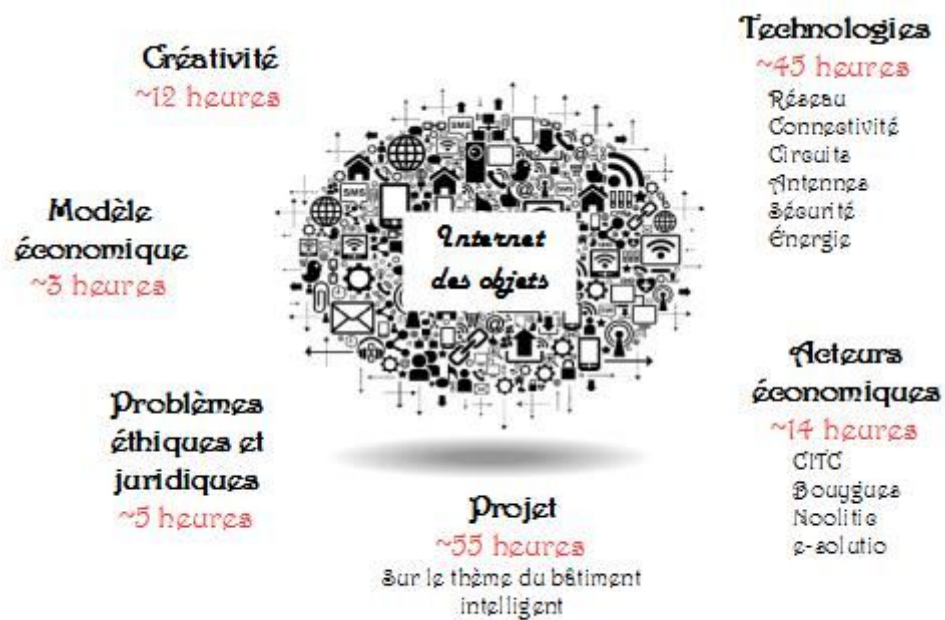 Créativité
~12 heures
Technologies
~45 heures
Réseau
Connectivité
Circuits
Antennes
Sécurité
Énergie
Modèle
économique
~3 heures
SMS
SMS
Internet
des objets
Acteurs
économiques
~14 heures
CITC
Bouygues
Noolitic
e-solutio
Problèmes
éthiques et
juridiques
~5 heures
Projet
~55 heures
Sur le thème du bâtiment
intelligent